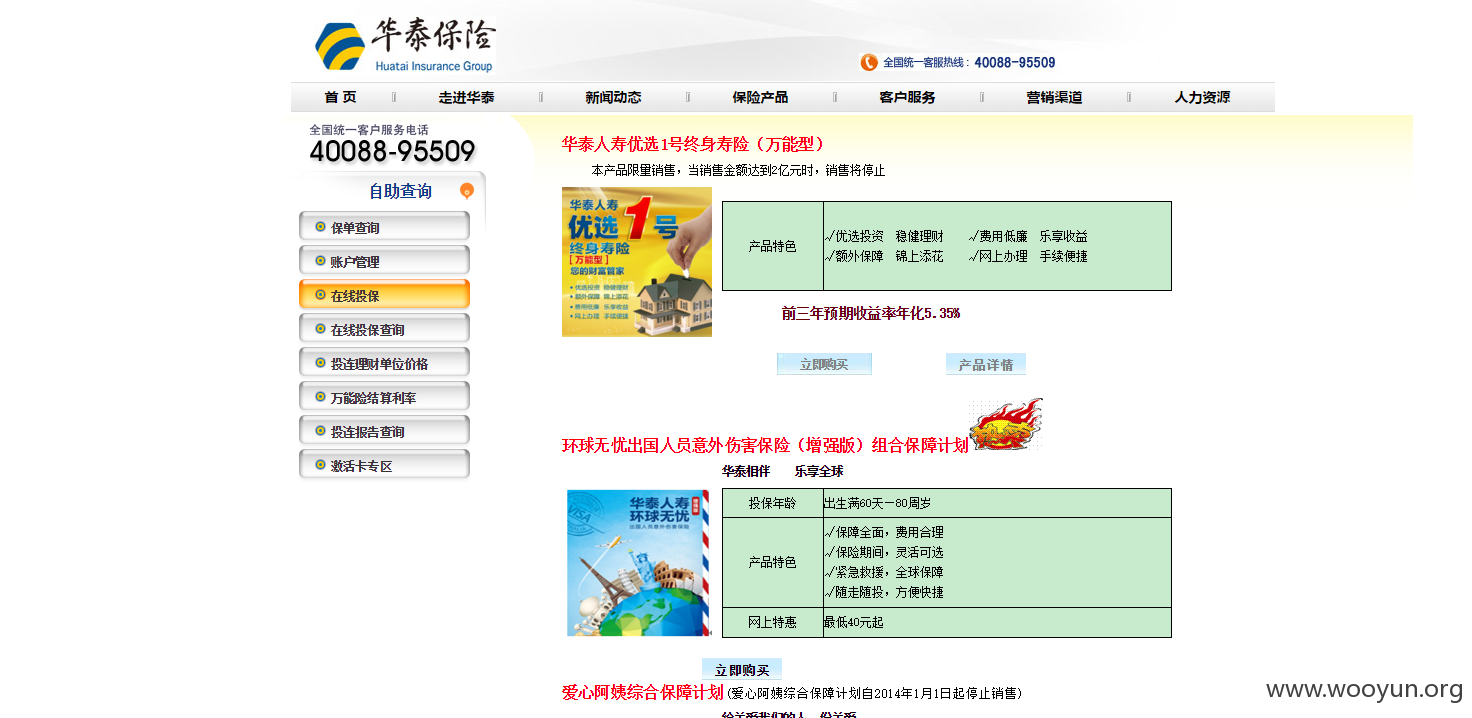 华泰保险
Huatai Insurance Group
全国统一客服热线：40088-95509
首 页
走进华泰
新闻动态
保险产品
客户服务
营销渠道
人力资源
全国统一客户服务电话
40088-95509
自助查询
保单查询
账户管理
在线投保
在线投保查询
投连理财单位价格
万能险结算利率
投连报告查询
激活卡专区
华泰人寿优选1号终身寿险（万能型）
本产品限量销售，当销售金额达到2亿元时，销售将停止
华泰人寿
优选1号
终身寿险
[万能型]
您的财富管家
优选投资 稳健理财
额外保障 锦上添花
费用低廉 乐享收益
网上办理 手续便捷
产品特色
√优选投资 稳健理财 √费用低廉 乐享收益
√额外保障 锦上添花 √网上办理 手续便捷
前三年预期收益率年化5.35%
立即购买
产品详情
环球无忧出国人员意外伤害保险（增强版）组合保障计划
华泰相伴 乐享全球
VISA
华泰人寿
环球无忧
增强版
出国人员意外伤害保险
投保年龄
出生满60天－80周岁
产品特色
√保障全面，费用合理
√保险期间，灵活可选
√紧急救援，全球保障
√随走随投，方便快捷
网上特惠
最低40元起
立即购买
爱心阿姨综合保障计划(爱心阿姨综合保障计划自2014年1月1日起停止销售)
给关爱我们的人一份关爱
www.wooyun.org